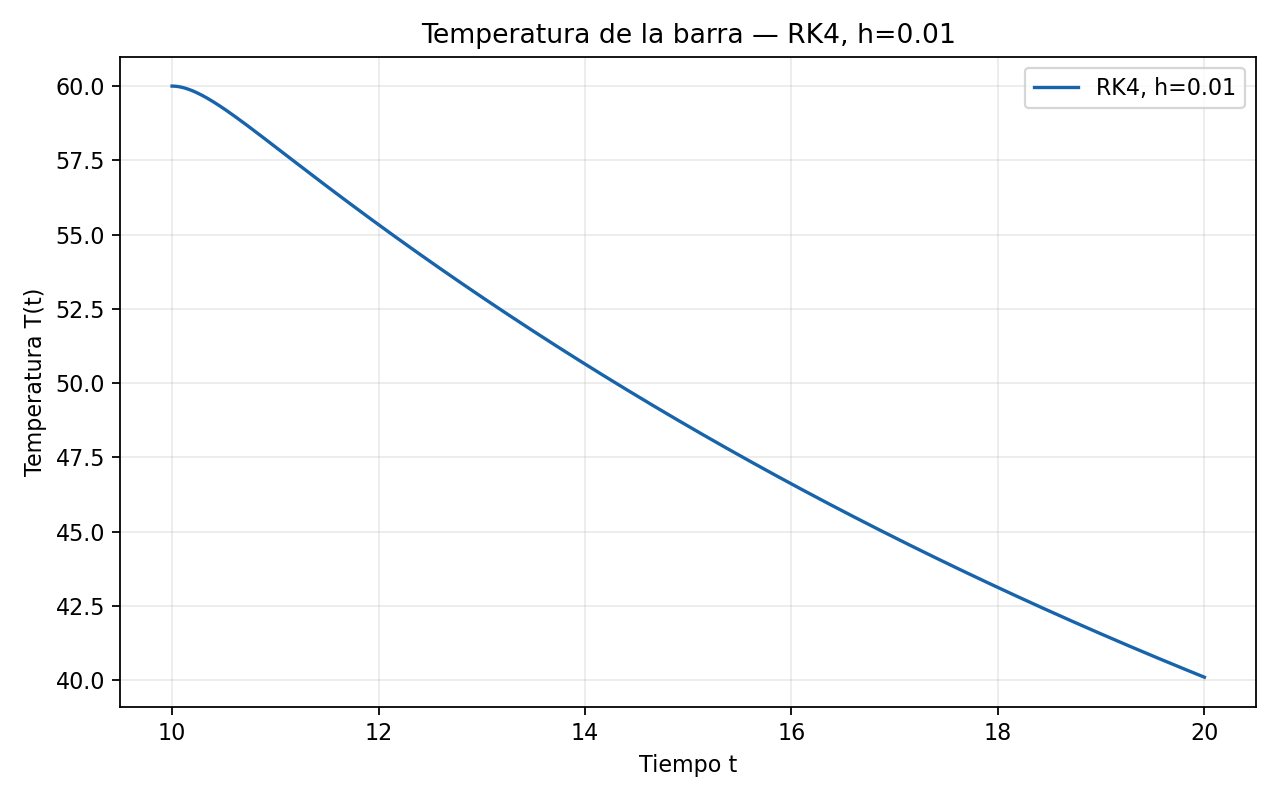 Temperatura de la barra — RK4, h=0.01
RK4, h=0.01
Temperatura T(t)
60.0
57.5
55.0
52.5
50.0
47.5
45.0
42.5
40.0
10 12 14 16 18 20
Tiempo t